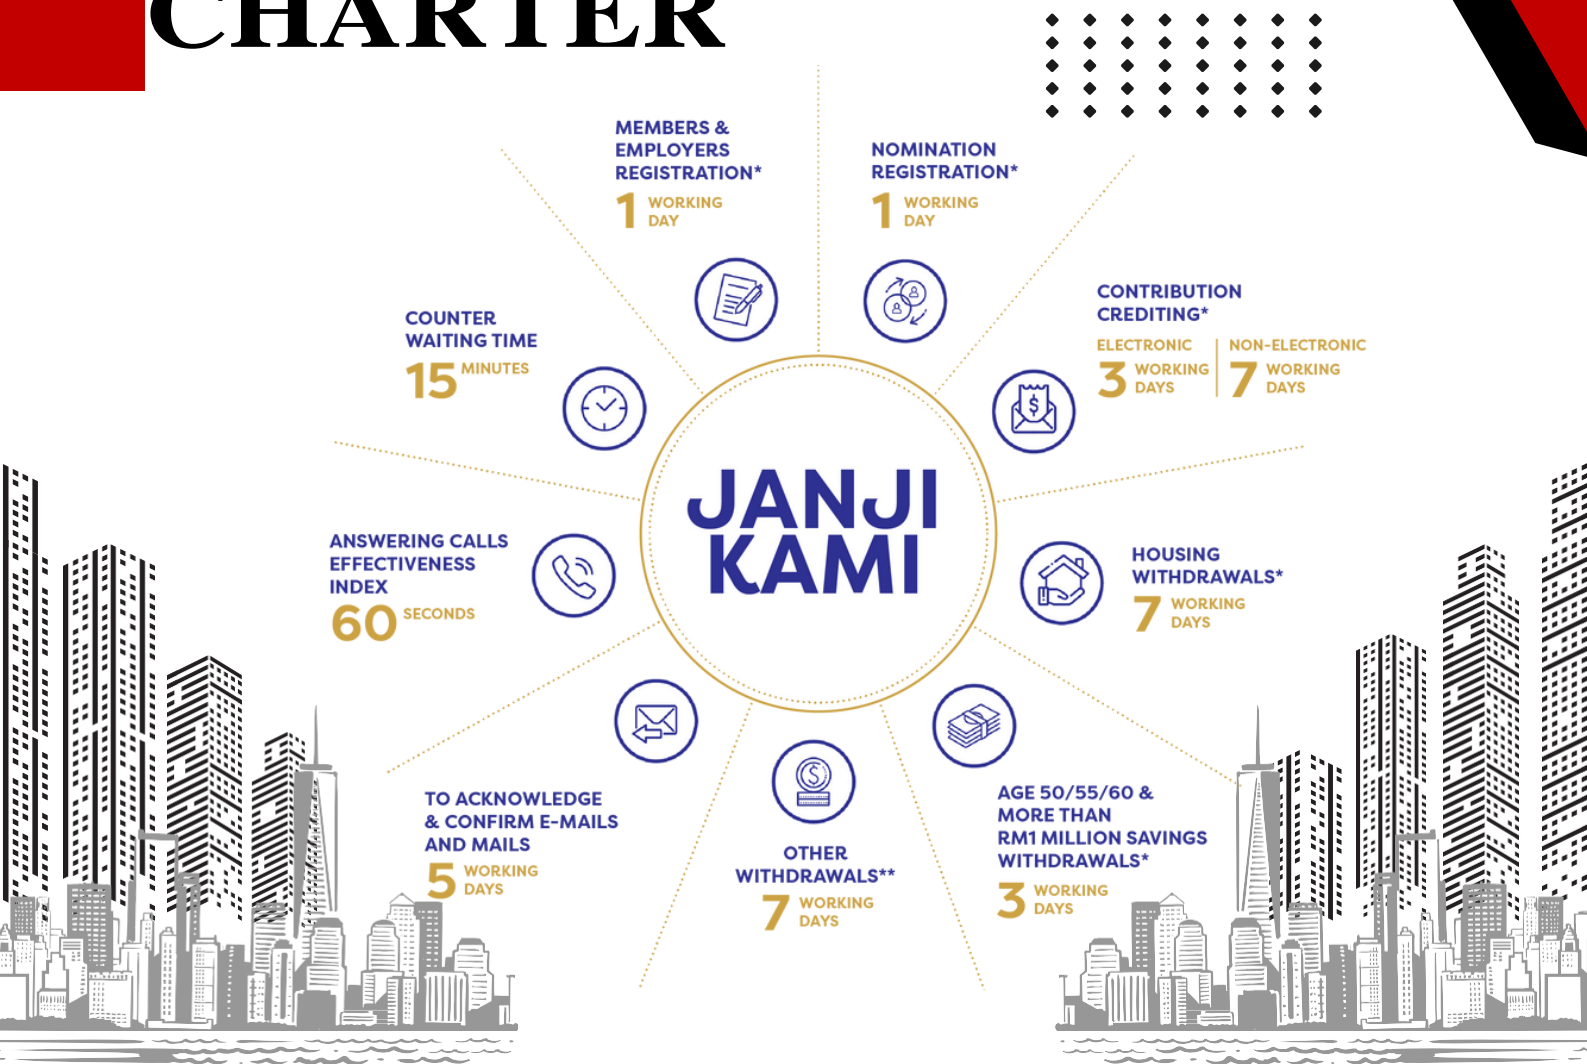 CHARTER
MEMBERS &
EMPLOYERS
REGISTRATION*
1 WORKING
DAY
NOMINATION
REGISTRATION*
1 WORKING
DAY
CONTRIBUTION
CREDITING*
ELECTRONIC
3 WORKING
DAYS
NON-ELECTRONIC
7 WORKING
DAYS
HOUSING
WITHDRAWALS*
7 WORKING
DAYS
AGE 50/55/60 &
MORE THAN
RM1 MILLION SAVINGS
WITHDRAWALS*
3 WORKING
DAYS
OTHER
WITHDRAWALS**
7 WORKING
DAYS
TO ACKNOWLEDGE
& CONFIRM E-MAILS
AND MAILS
5 WORKING
DAYS
ANSWERING CALLS
EFFECTIVENESS
INDEX
60 SECONDS
COUNTER
WAITING TIME
15 MINUTES
JANJI
KAMI